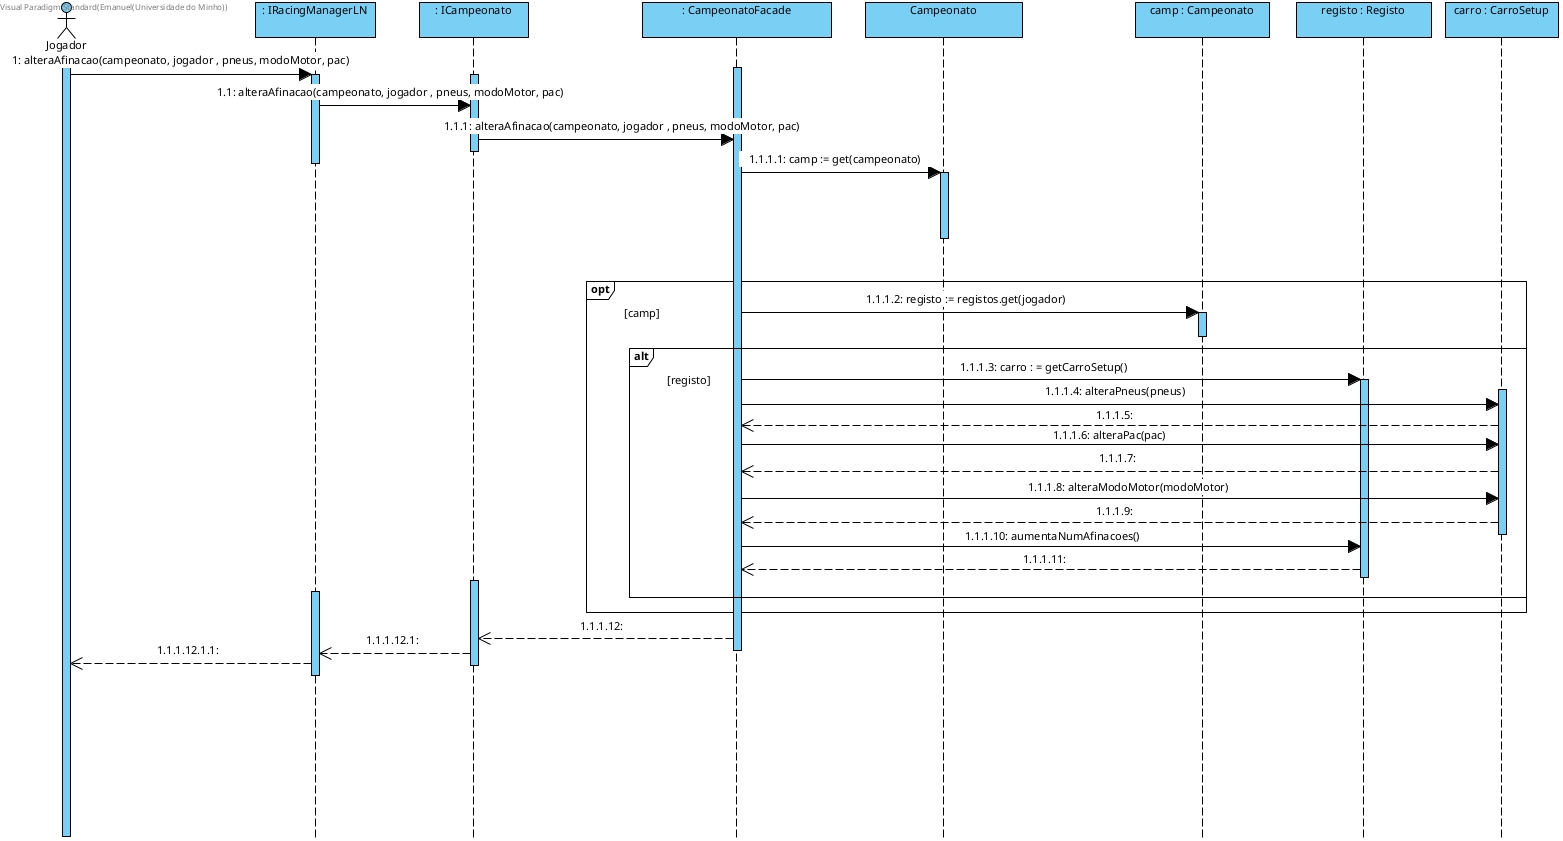 Visual Paradigm Standard(Emanuel(Universidade do Minho))
: IRacingManagerLN
: ICampeonato
: CampeonatoFacade
Campeonato
camp : Campeonato
registo : Registo
carro : CarroSetup
Jogador
1: alteraAfinacao(campeonato, jogador , pneus, modoMotor, pac)
1.1: alteraAfinacao(campeonato, jogador , pneus, modoMotor, pac)
1.1.1: alteraAfinacao(campeonato, jogador , pneus, modoMotor, pac)
1.1.1.1: camp := get(campeonato)
opt
1.1.1.2: registo := registos.get(jogador)
[camp]
alt
1.1.1.3: carro : = getCarroSetup()
[registo]
1.1.1.4: alteraPneus(pneus)
1.1.1.5:
1.1.1.6: alteraPac(pac)
1.1.1.7:
1.1.1.8: alteraModoMotor(modoMotor)
1.1.1.9:
1.1.1.10: aumentaNumAfinacoes()
1.1.1.11:
1.1.1.12:
1.1.1.12.1:
1.1.1.12.1.1: